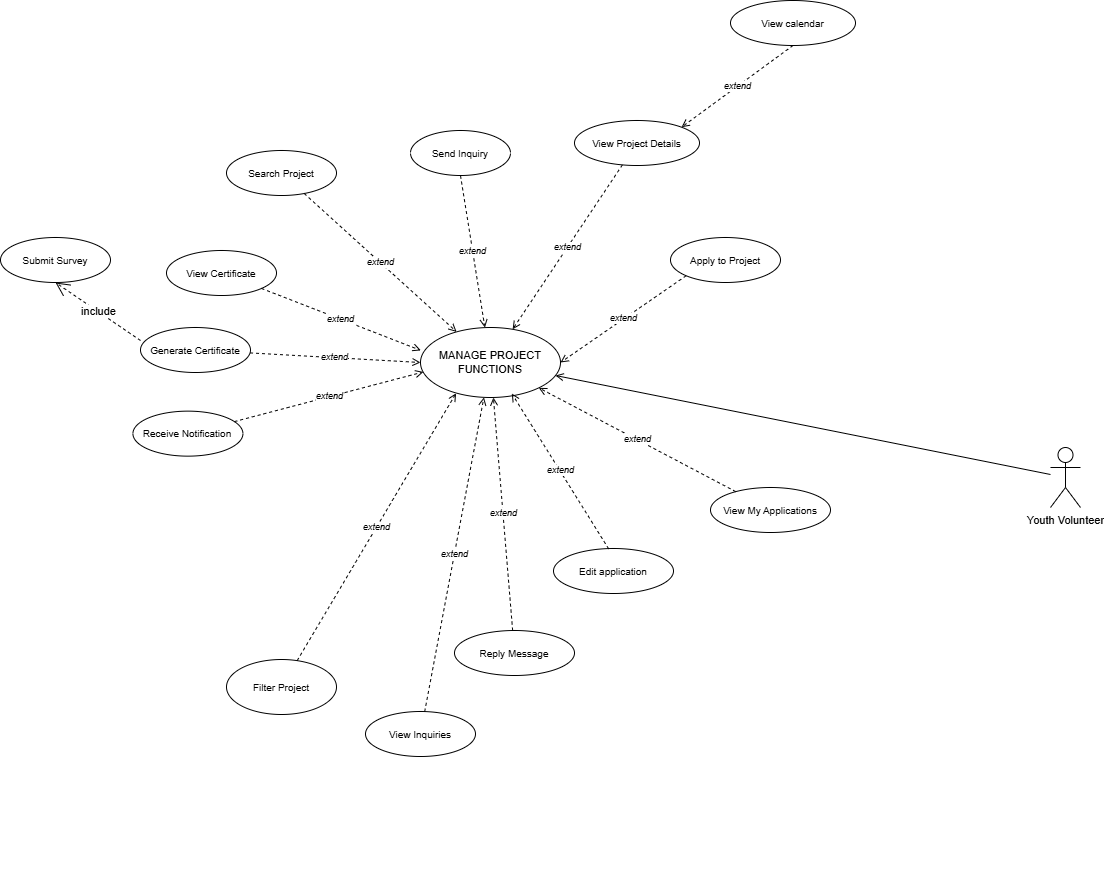 View calendar
extend
View Project Details
Send Inquiry
Search Project
extend
extend
extend
Submit Survey
View Certificate
Apply to Project
include
extend
extend
Generate Certificate
extend
MANAGE PROJECT
FUNCTIONS
extend
Receive Notification
extend
extend
View My Applications
extend
Youth Volunteer
extend
extend
Edit application
Reply Message
Filter Project
View Inquiries